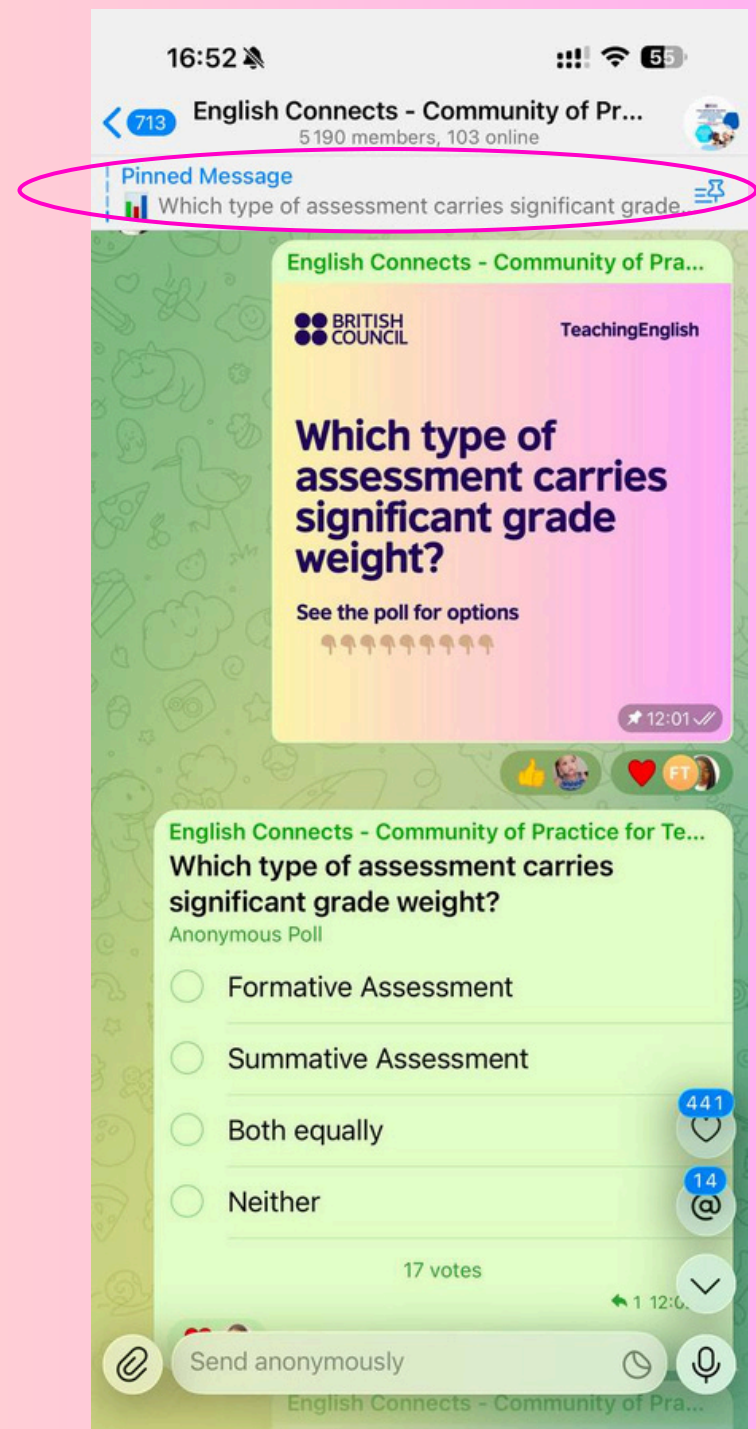 16:52
55
713
English Connects - Community of Pr...
5 190 members, 103 online
Pinned Message
Which type of assessment carries significant grade.
English Connects - Community of Pra...
BRITISH
COUNCIL
TeachingEnglish
Which type of
assessment carries
significant grade
weight?
See the poll for options
12:01
FT
English Connects - Community of Practice for Te...
Which type of assessment carries
significant grade weight?
Anonymous Poll
Formative Assessment
Summative Assessment
441
Both equally
14
@
Neither
17 votes
1
Send anonymously
English Connects - Community of Pra...